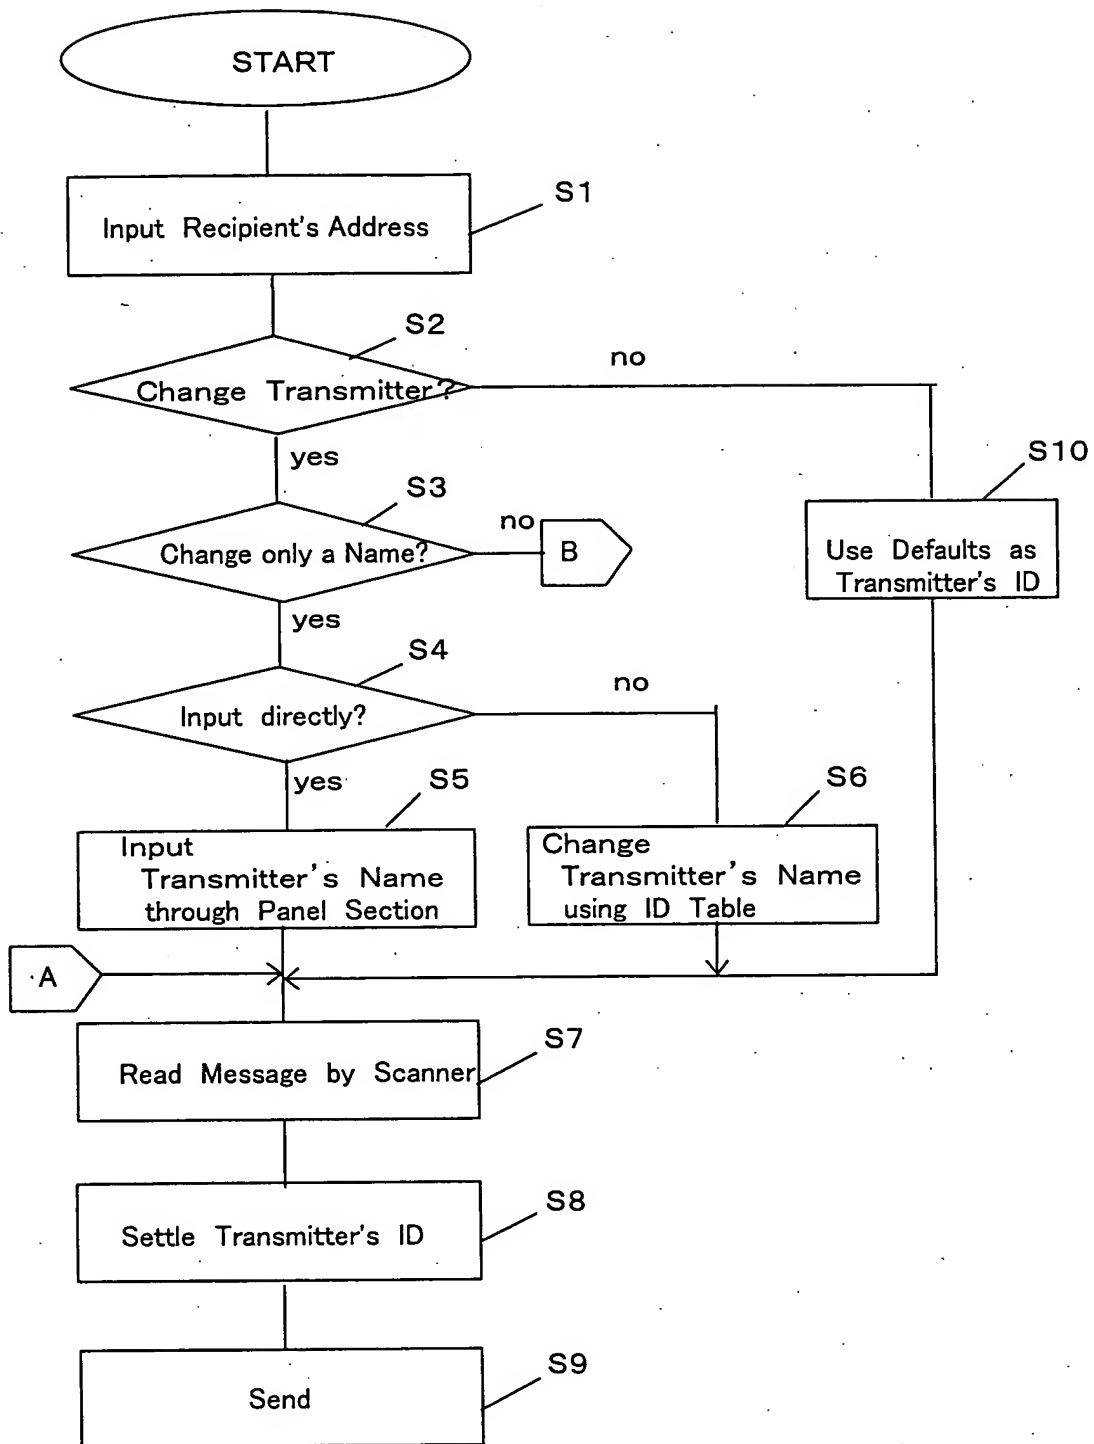 START
S1
Input Recipient's Address
S2
no
Change Transmitter?
yes
S10
S3
no
B
Change only a Name?
Use Defaults as
Transmitter's ID
yes
S4
no
Input directly?
yes
S5
S6
Input
Transmitter's Name
through Panel Section
Change
Transmitter's Name
using ID Table
A
S7
Read Message by Scanner
S8
Settle Transmitter's ID
S9
Send